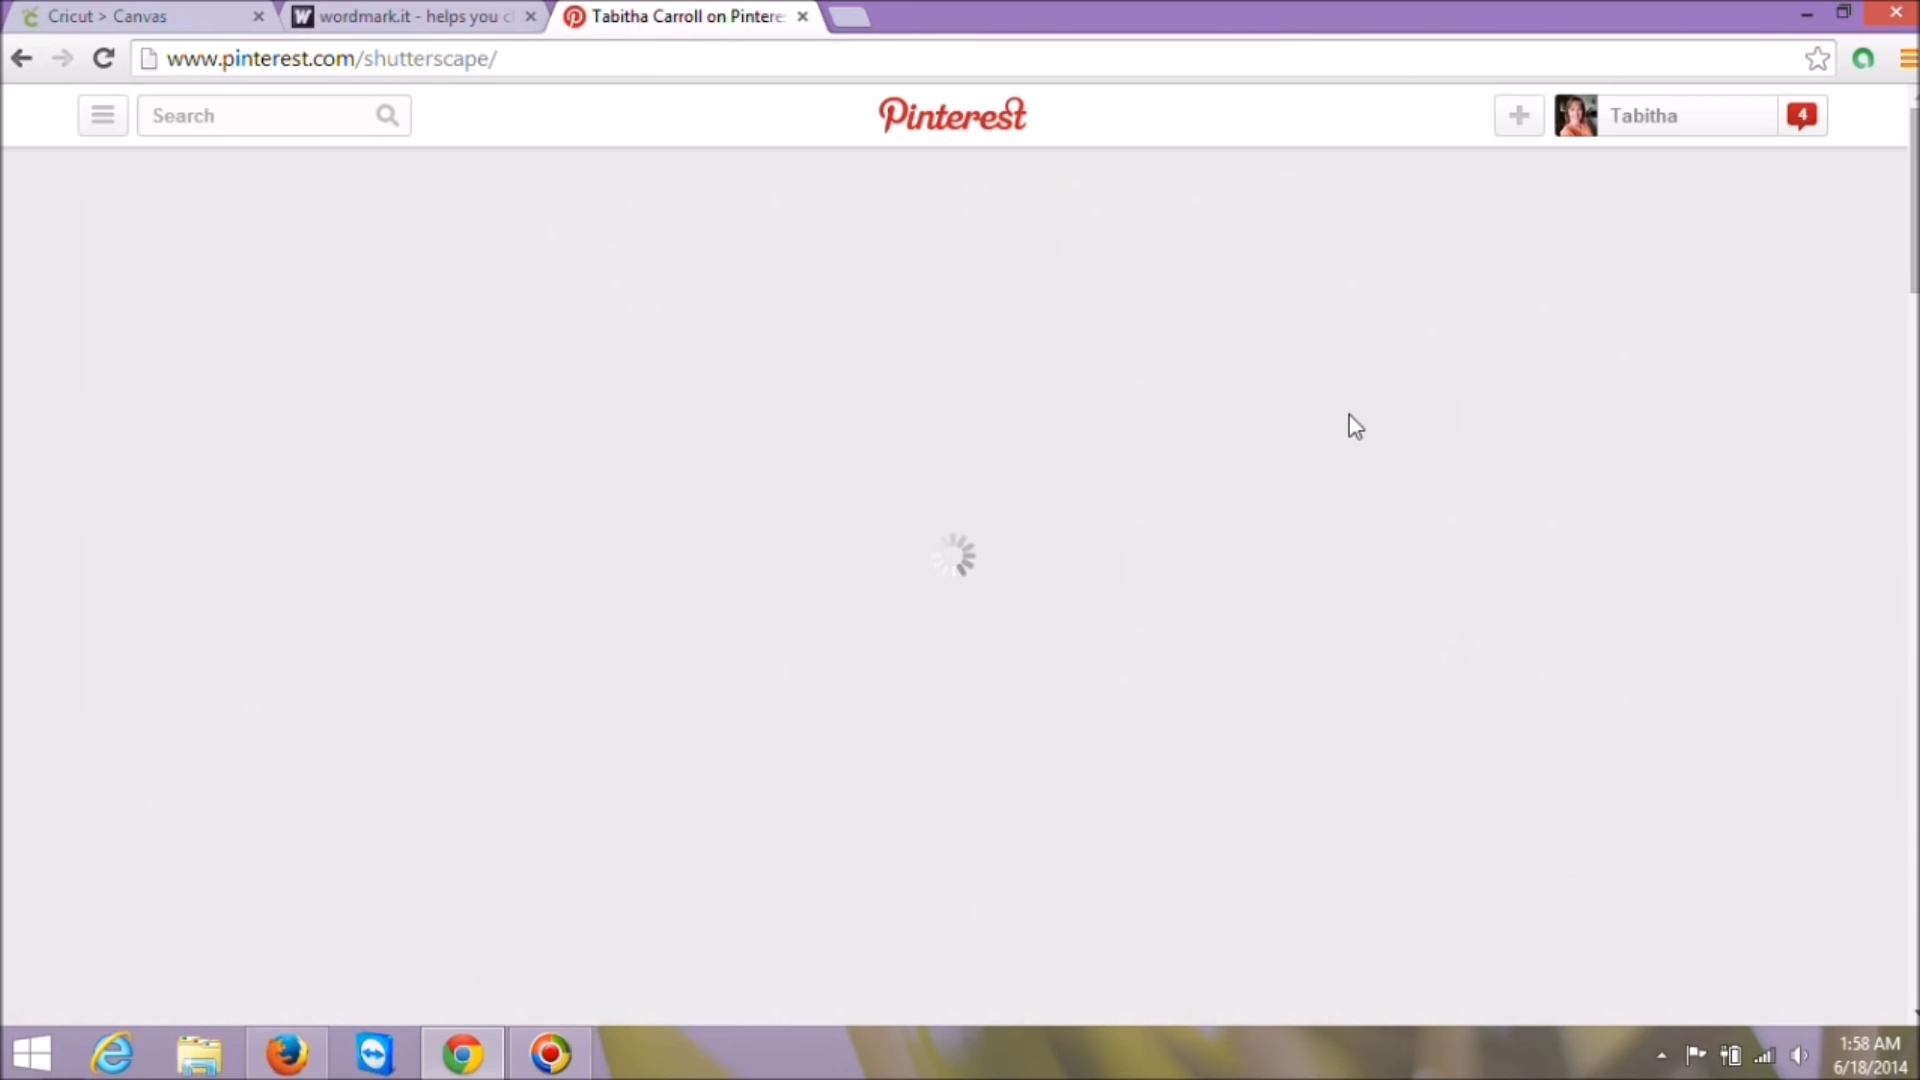 Cricut > Canvas
wordmark.it - helps you c
Tabitha Carroll on Pintere
www.pinterest.com/shutterscape/
Search
Pinterest
Tabitha
4
1:58 AM
6/18/2014